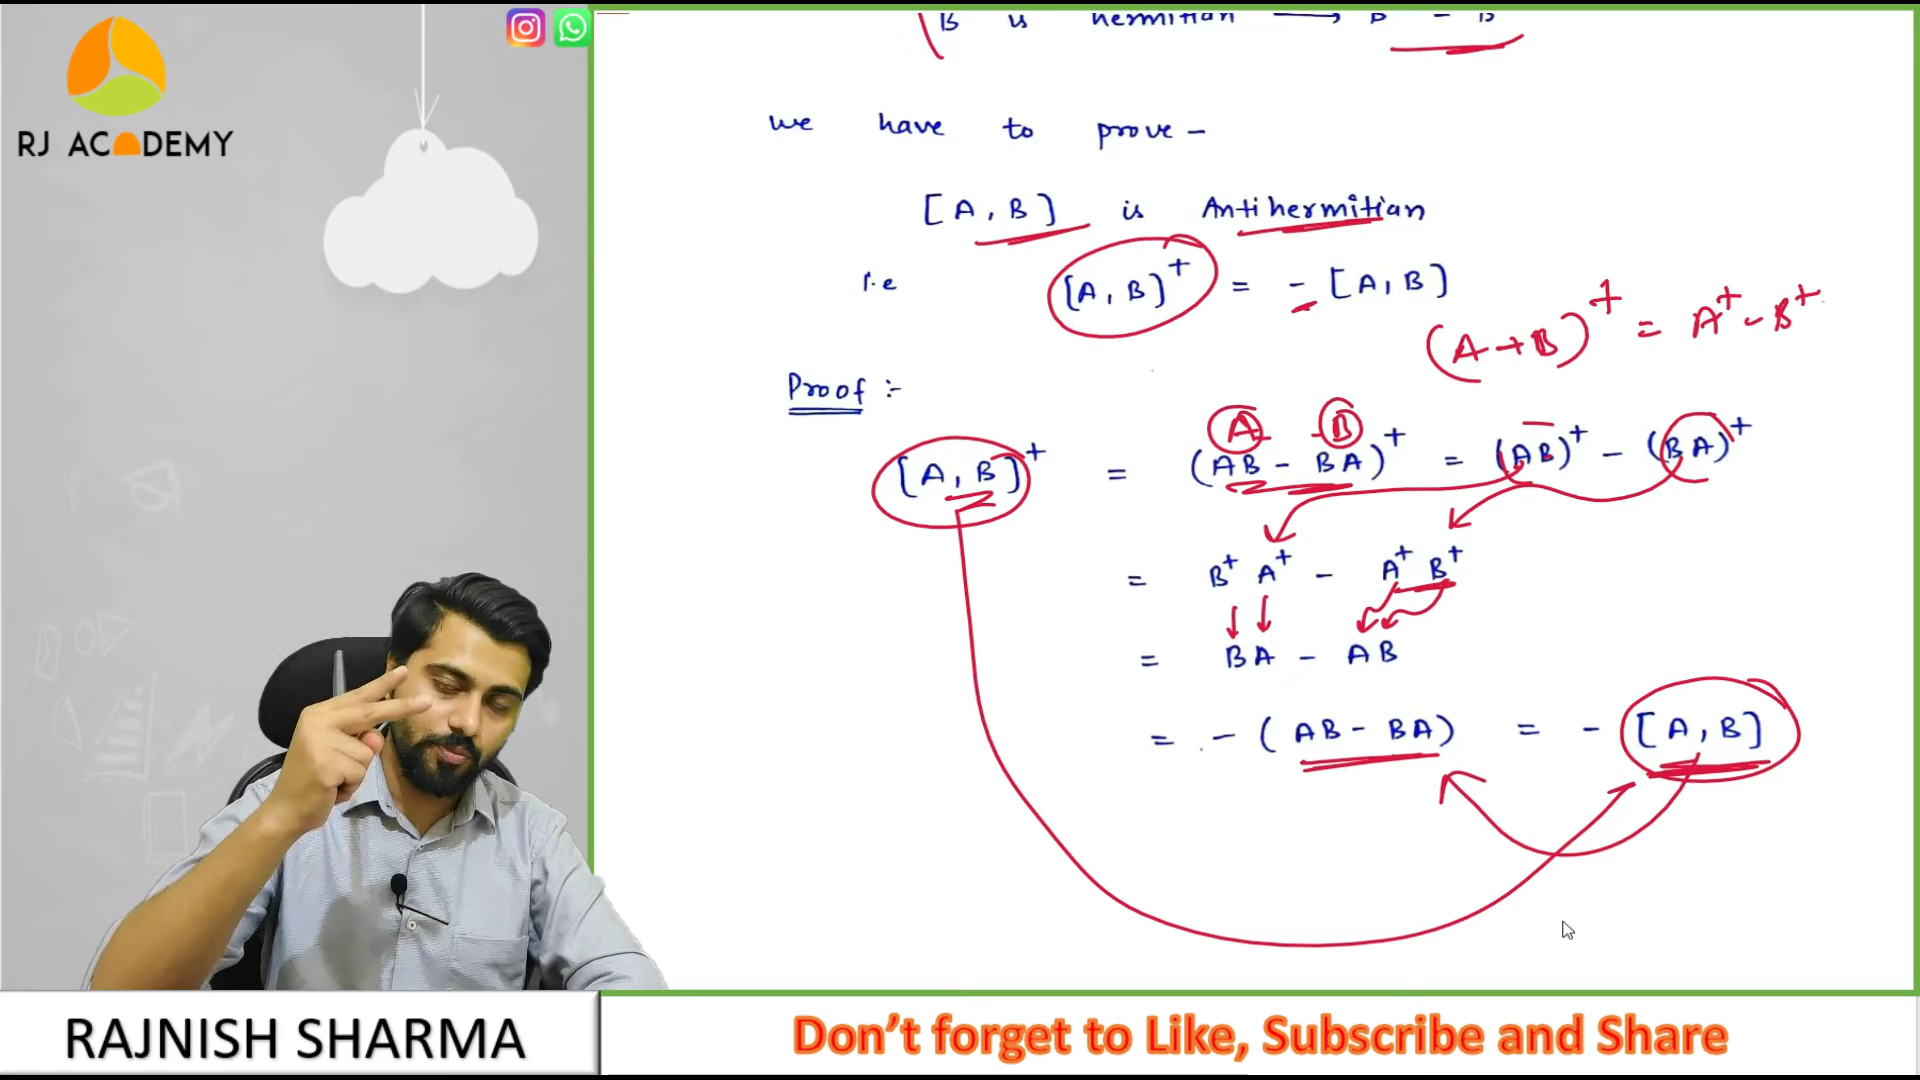 B is hermitian → B = B
RJ ACADEMY
we have to prove -
[A, B] is Antihermitian
i.e [A, B]⁺ = - [A, B]
(A - B)⁺ = A⁺ - B⁺
Proof :-
A - B
[A, B]⁺ = (AB - BA)⁺ = (AB)⁺ - (BA)⁺
= B⁺ A⁺ - A⁺ B⁺
= BA - AB
= - (AB - BA) = - [A, B]
RAJNISH SHARMA
Don't forget to Like, Subscribe and Share